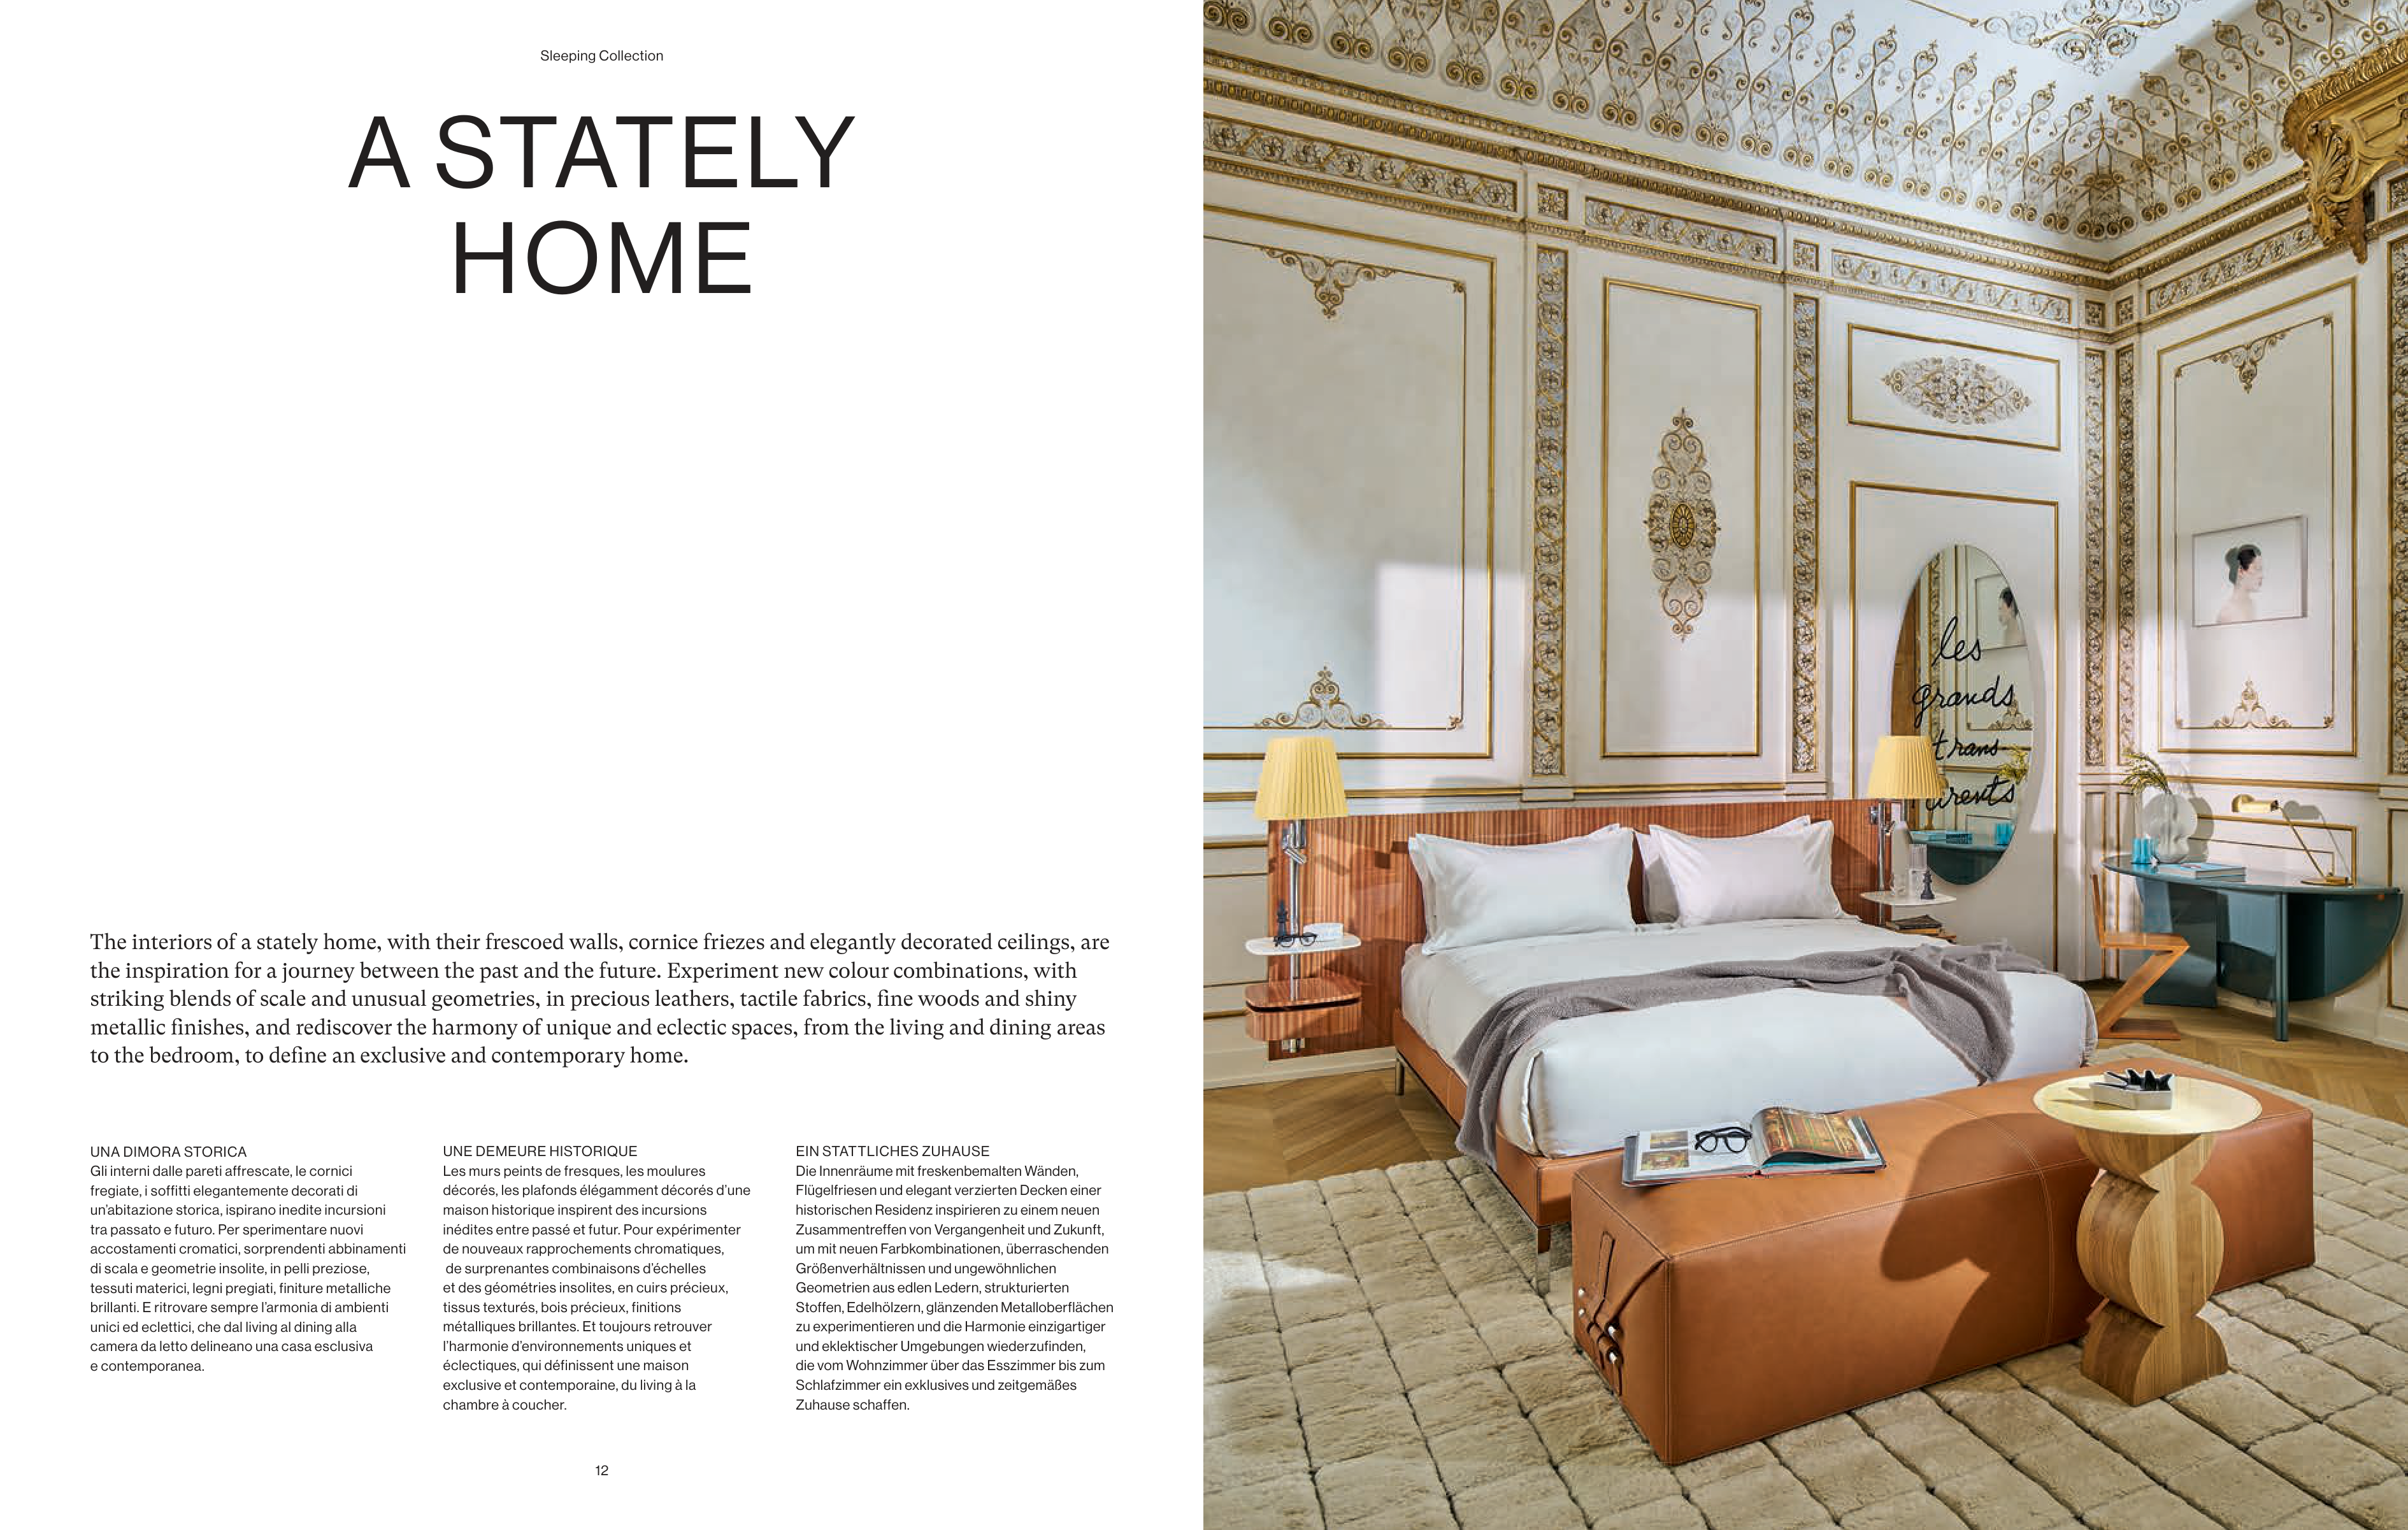 Sleeping Collection
A STATELY
HOME
The interiors of a stately home, with their frescoed walls, cornice friezes and elegantly decorated ceilings, are
the inspiration for a journey between the past and the future. Experiment new colour combinations, with
striking blends of scale and unusual geometries, in precious leathers, tactile fabrics, fine woods and shiny
metallic finishes, and rediscover the harmony of unique and eclectic spaces, from the living and dining areas
to the bedroom, to define an exclusive and contemporary home.
UNA DIMORA STORICA
Gli interni dalle pareti affrescate, le cornici
fregiate, i soffitti elegantemente decorati di
un'abitazione storica, ispirano inedite incursioni
tra passato e futuro. Per sperimentare nuovi
accostamenti cromatici, sorprendenti abbinamenti
di scala e geometrie insolite, in pelli preziose,
tessuti materici, legni pregiati, finiture metalliche
brillanti. E ritrovare sempre l'armonia di ambienti
unici ed eclettici, che dal living al dining alla
camera da letto delineano una casa esclusiva
e contemporanea.
UNE DEMEURE HISTORIQUE
Les murs peints de fresques, les moulures
décorés, les plafonds élégamment décorés d'une
maison historique inspirent des incursions
inédites entre passé et futur. Pour expérimenter
de nouveaux rapprochements chromatiques,
de surprenantes combinaisons d'échelles
et des géométries insolites, en cuirs précieux,
tissus texturés, bois précieux, finitions
métalliques brillantes. Et toujours retrouver
l'harmonie d'environnements uniques et
éclectiques, qui définissent une maison
exclusive et contemporaine, du living à la
chambre à coucher.
EIN STATTLICHES ZUHAUSE
Die Innenräume mit freskenbemalten Wänden,
Flügelfriesen und elegant verzierten Decken einer
historischen Residenz inspirieren zu einem neuen
Zusammentreffen von Vergangenheit und Zukunft,
um mit neuen Farbkombinationen, überraschenden
Größenverhältnissen und ungewöhnlichen
Geometrien aus edlen Ledern, strukturierten
Stoffen, Edelhölzern, glänzenden Metalloberflächen
zu experimentieren und die Harmonie einzigartiger
und eklektischer Umgebungen wiederzufinden,
die vom Wohnzimmer über das Esszimmer bis zum
Schlafzimmer ein exklusives und zeitgemäßes
Zuhause schaffen.
12
les
grands
trans